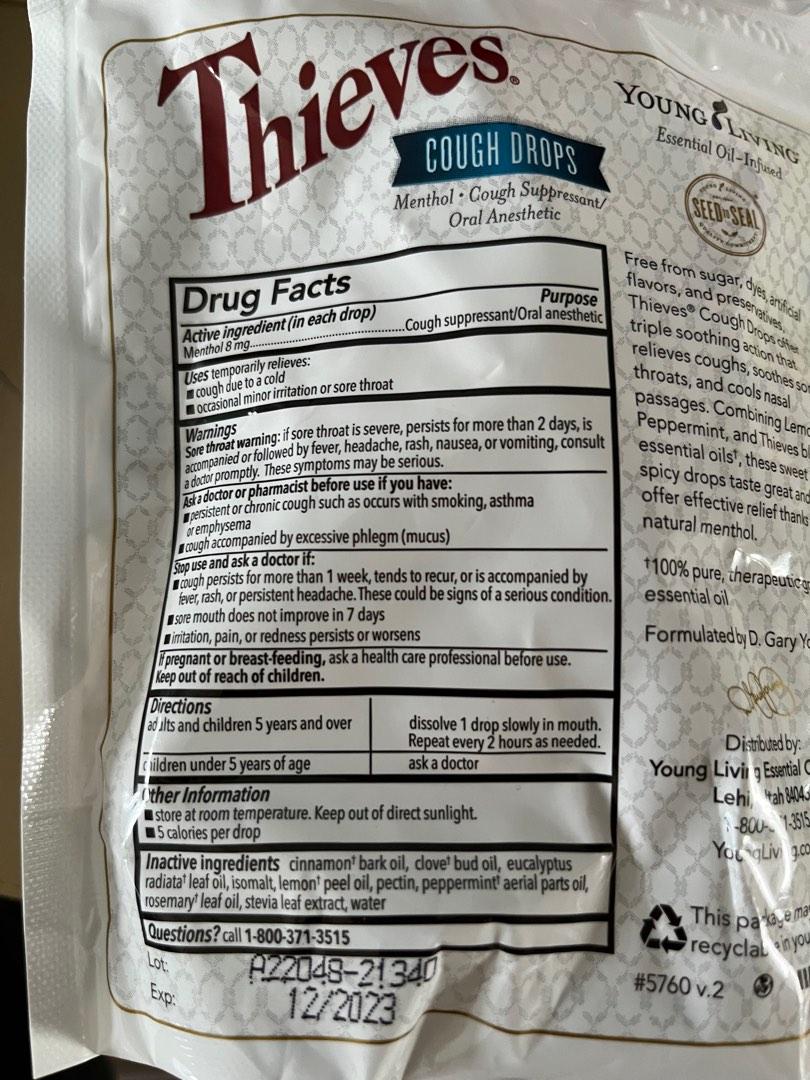 Thieves®
COUGH DROPS
Menthol • Cough Suppressant/
Oral Anesthetic
YOUNG LIVING
Essential Oil-Infused
SEED TO SEAL
Drug Facts
Active ingredient (in each drop) Purpose
Menthol 8 mg..........................Cough suppressant/Oral anesthetic
Uses temporarily relieves:
■ cough due to a cold
■ occasional minor irritation or sore throat
Warnings
Sore throat warning: if sore throat is severe, persists for more than 2 days, is
accompanied or followed by fever, headache, rash, nausea, or vomiting, consult
a doctor promptly. These symptoms may be serious.
Ask a doctor or pharmacist before use if you have:
■ persistent or chronic cough such as occurs with smoking, asthma
or emphysema
■ cough accompanied by excessive phlegm (mucus)
Stop use and ask a doctor if:
■ cough persists for more than 1 week, tends to recur, or is accompanied by
fever, rash, or persistent headache. These could be signs of a serious condition.
■ sore mouth does not improve in 7 days
■ irritation, pain, or redness persists or worsens
If pregnant or breast-feeding, ask a health care professional before use.
Keep out of reach of children.
Directions
adults and children 5 years and over dissolve 1 drop slowly in mouth.
Repeat every 2 hours as needed.
children under 5 years of age ask a doctor
Other Information
■ store at room temperature. Keep out of direct sunlight.
■ 5 calories per drop
Inactive ingredients cinnamon† bark oil, clove† bud oil, eucalyptus
radiata† leaf oil, isomalt, lemon† peel oil, pectin, peppermint† aerial parts oil,
rosemary† leaf oil, stevia leaf extract, water
Questions? call 1-800-371-3515
Lot: A22048-21340
Exp: 12/2023
Free from sugar, dyes, artificial
flavors, and preservatives,
Thieves® Cough Drops offer
triple soothing action that
relieves coughs, soothes
throats, and cools nasal
passages. Combining
Peppermint, and Thieves
essential oils†, these sweet
spicy drops taste great
offer effective relief thanks
natural menthol.
†100% pure,
essential oil
Formulated by D. Gary
Distributed by:
Young Living Essential
Lehi, Utah
#5760 v.2
This package may